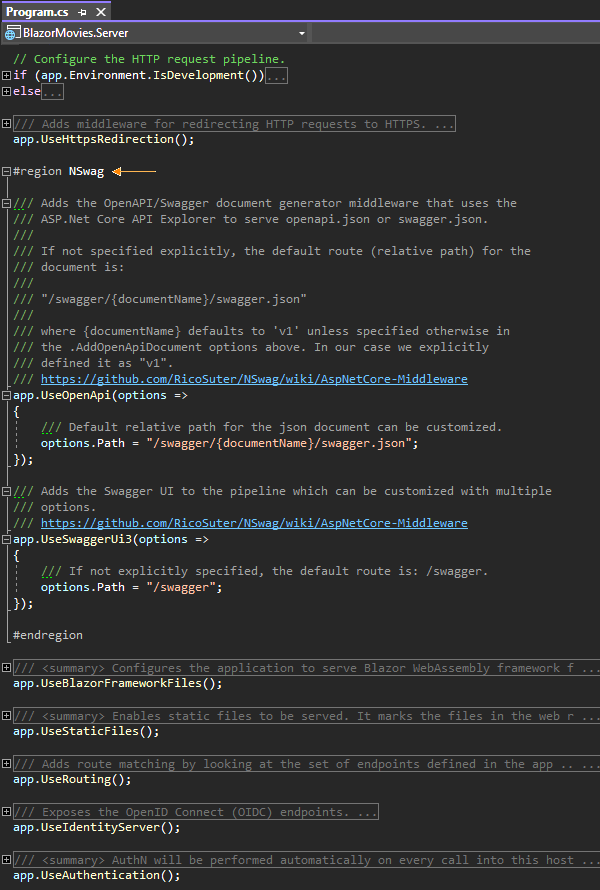 Program.cs
BlazorMovies.Server
// Configure the HTTP request pipeline.
if (app.Environment.IsDevelopment())...
else...
/// Adds middleware for redirecting HTTP requests to HTTPS. ...
app.UseHttpsRedirection();
#region NSwag
/// Adds the OpenAPI/Swagger document generator middleware that uses the
/// ASP.Net Core API Explorer to serve openapi.json or swagger.json.
///
/// If not specified explicitly, the default route (relative path) for the
/// document is:
///
/// "/swagger/{documentName}/swagger.json"
///
/// where {documentName} defaults to 'v1' unless specified otherwise in
/// the .AddOpenApiDocument options above. In our case we explicitly
/// defined it as "v1".
/// https://github.com/RicoSuter/NSwag/wiki/AspNetCore-Middleware
app.UseOpenApi(options =>
{
/// Default relative path for the json document can be customized.
options.Path = "/swagger/{documentName}/swagger.json";
});
/// Adds the Swagger UI to the pipeline which can be customized with multiple
/// options.
/// https://github.com/RicoSuter/NSwag/wiki/AspNetCore-Middleware
app.UseSwaggerUi3(options =>
{
/// If not explicitly specified, the default route is: /swagger.
options.Path = "/swagger";
});
#endregion
/// <summary> Configures the application to serve Blazor WebAssembly framework f ...
app.UseBlazorFrameworkFiles();
/// <summary> Enables static files to be served. It marks the files in the web r ...
app.UseStaticFiles();
/// Adds route matching by looking at the set of endpoints defined in the app .. ...
app.UseRouting();
/// Exposes the OpenID Connect (OIDC) endpoints. ...
app.UseIdentityServer();
/// <summary> AuthN will be performed automatically on every call into this host ...
app.UseAuthentication();